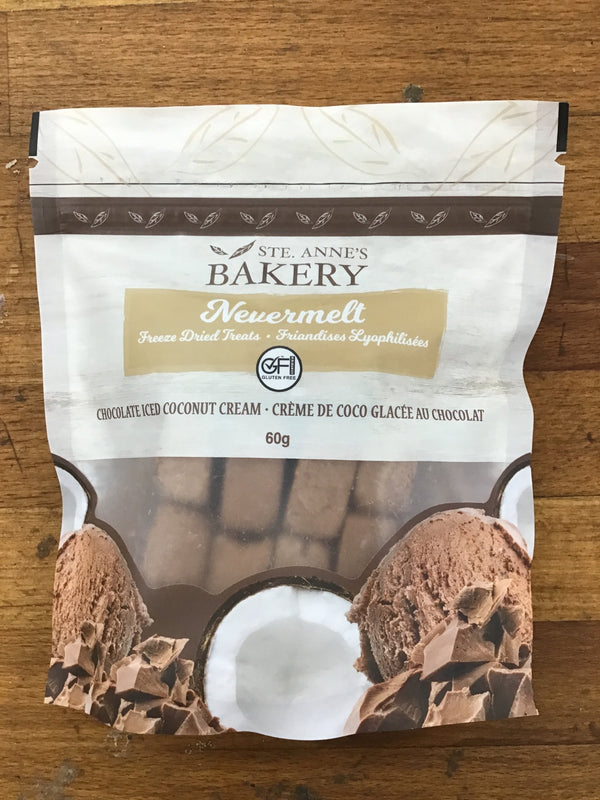 STE. ANNE'S
BAKERY
Nevermelt
Freeze Dried Treats • Friandises Lyophilisées
GF
GLUTEN FREE
CHOCOLATE ICED COCONUT CREAM • CRÈME DE COCO GLACÉE AU CHOCOLAT
60g